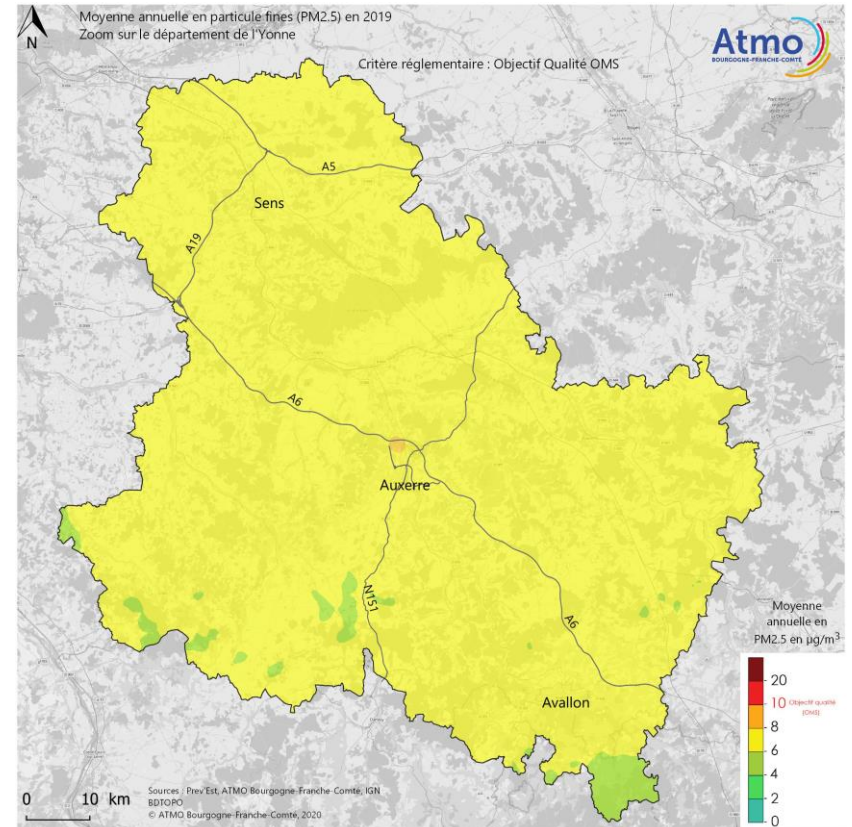 Moyenne annuelle en particule fines (PM2.5) en 2019
Zoom sur le département de l'Yonne
N
Critère réglementaire : Objectif Qualité OMS
Atmo
BOURGOGNE-FRANCHE-COMTÉ
A5
Sens
A19
A6
Auxerre
N151
A6
Avallon
Moyenne
annuelle en
PM2.5 en µg/m³
20
10 Objectif qualité
(OMS)
8
6
4
2
0
0 10 km
Sources : Prev'Est, ATMO Bourgogne-Franche-Comté, IGN
BDTOPO
© ATMO Bourgogne-Franche-Comté, 2020